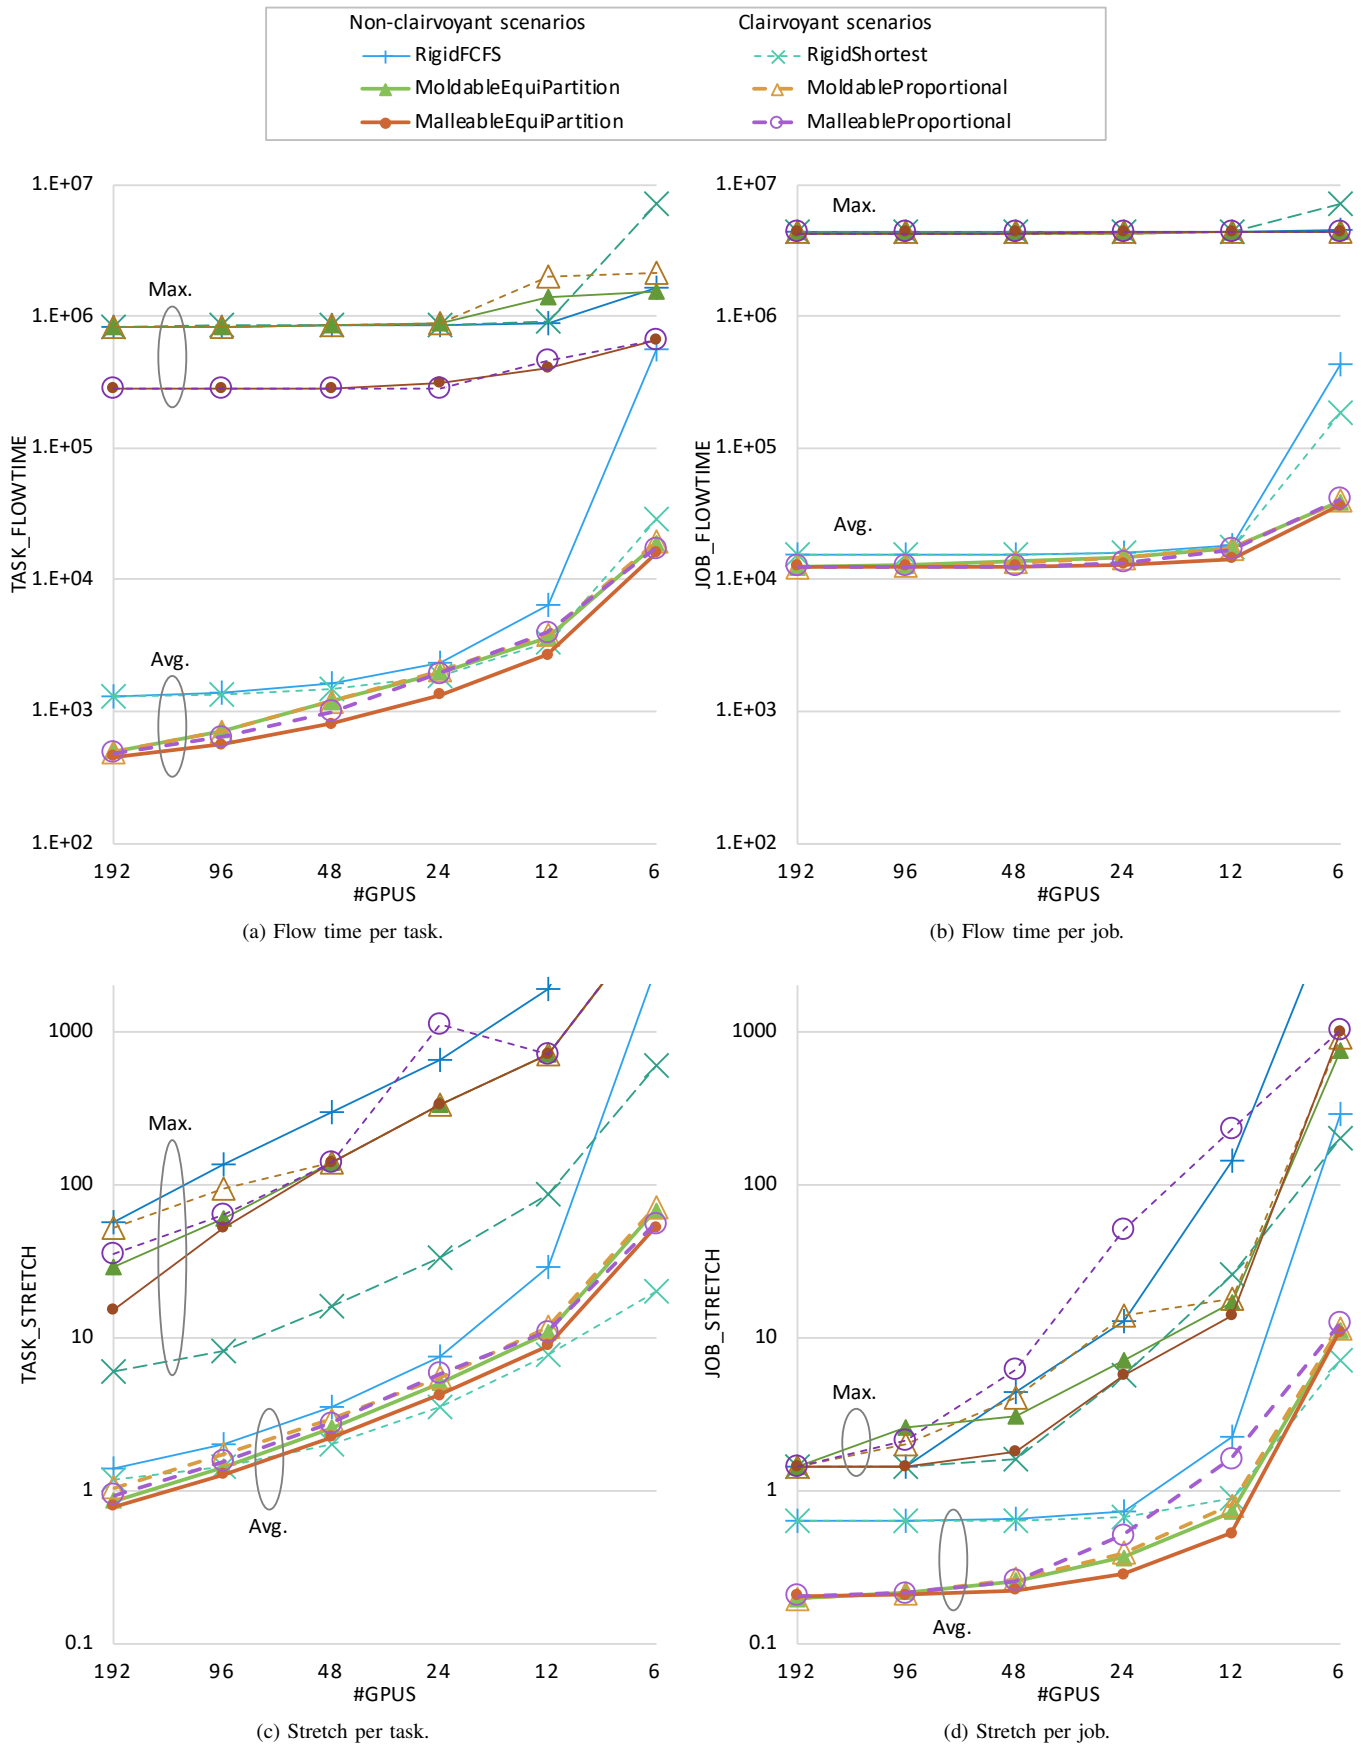 Non-clairvoyant scenarios Clairvoyant scenarios
RigidFCFS RigidShortest
MoldableEquiPartition MoldableProportional
MalleableEquiPartition MalleableProportional
1.E+07
1.E+06
1.E+05
1.E+04
1.E+03
1.E+02
TASK_FLOWTIME
Max.
Avg.
192 96 48 24 12 6
#GPUS
(a) Flow time per task.
1.E+07
1.E+06
1.E+05
1.E+04
1.E+03
1.E+02
JOB_FLOWTIME
Max.
Avg.
192 96 48 24 12 6
#GPUS
(b) Flow time per job.
1000
100
10
1
0.1
TASK_STRETCH
Max.
Avg.
192 96 48 24 12 6
#GPUS
(c) Stretch per task.
1000
100
10
1
0.1
JOB_STRETCH
Max.
Avg.
192 96 48 24 12 6
#GPUS
(d) Stretch per job.